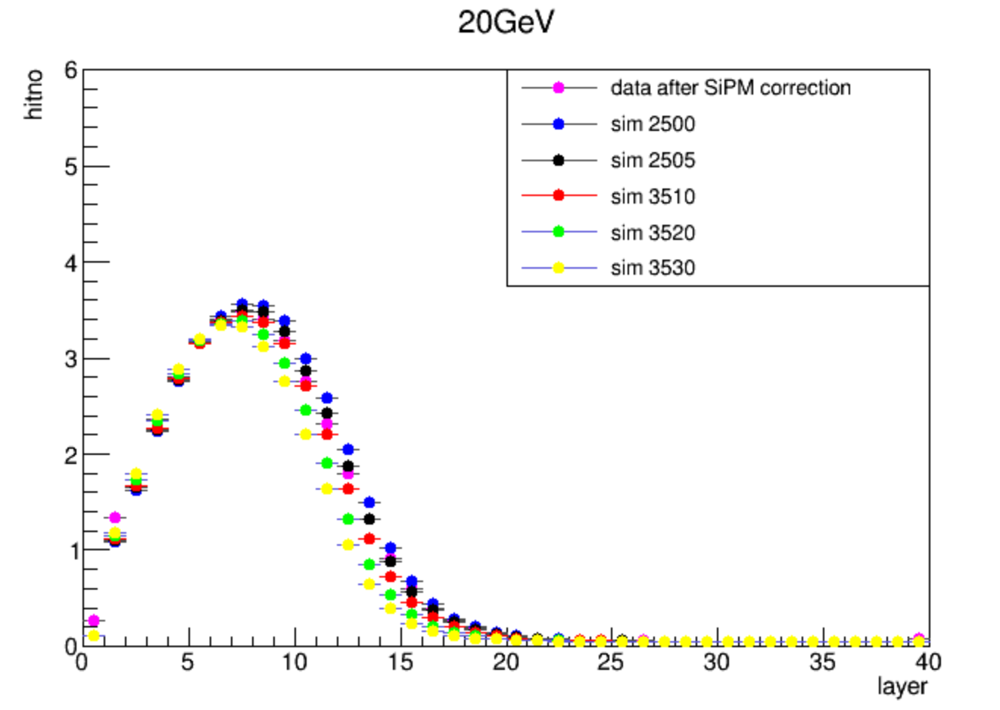 20GeV
hitno
6
5
4
3
2
1
0
data after SiPM correction
sim 2500
sim 2505
sim 3510
sim 3520
sim 3530
0 5 10 15 20 25 30 35 40
layer